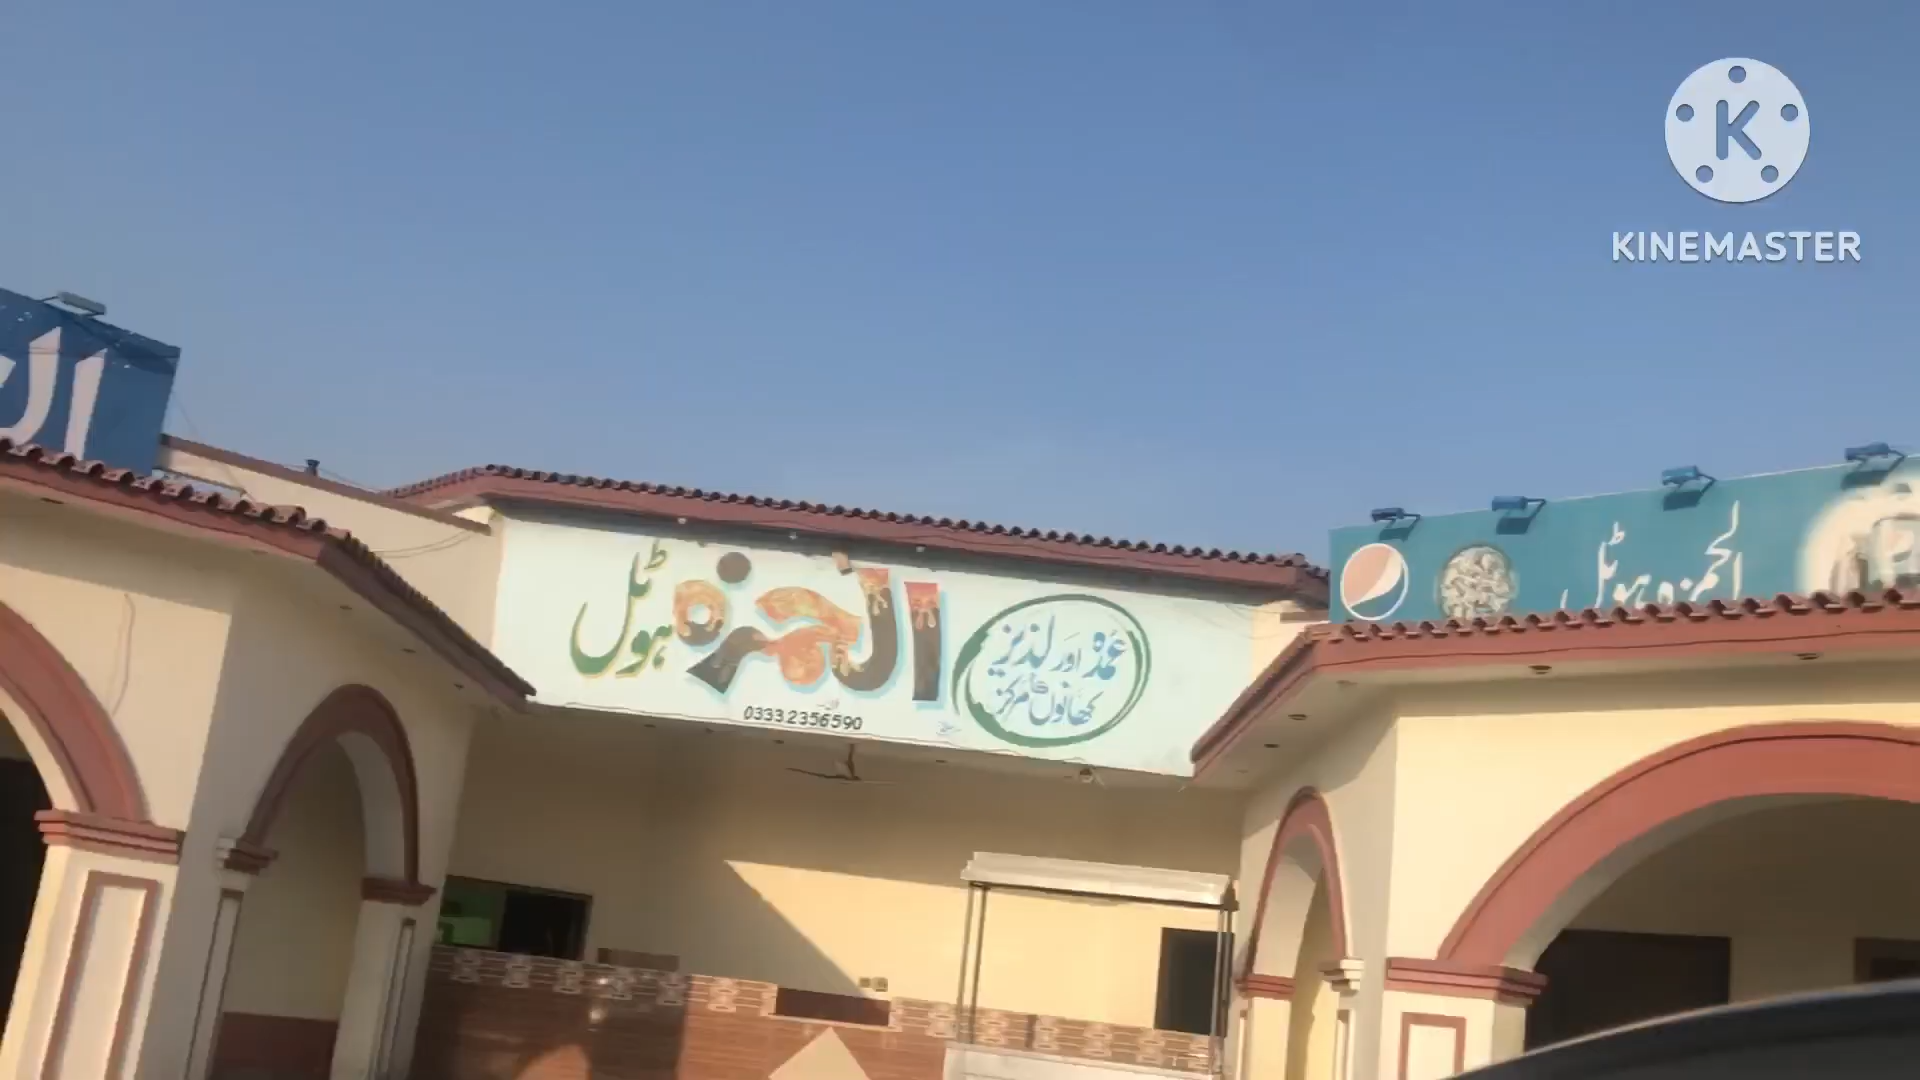 K
KINEMASTER
الحمزہ ہوٹل
عمدہ اور لذیز
کھانوں کا مرکز
0333.2356590
الحمزہ ہوٹل